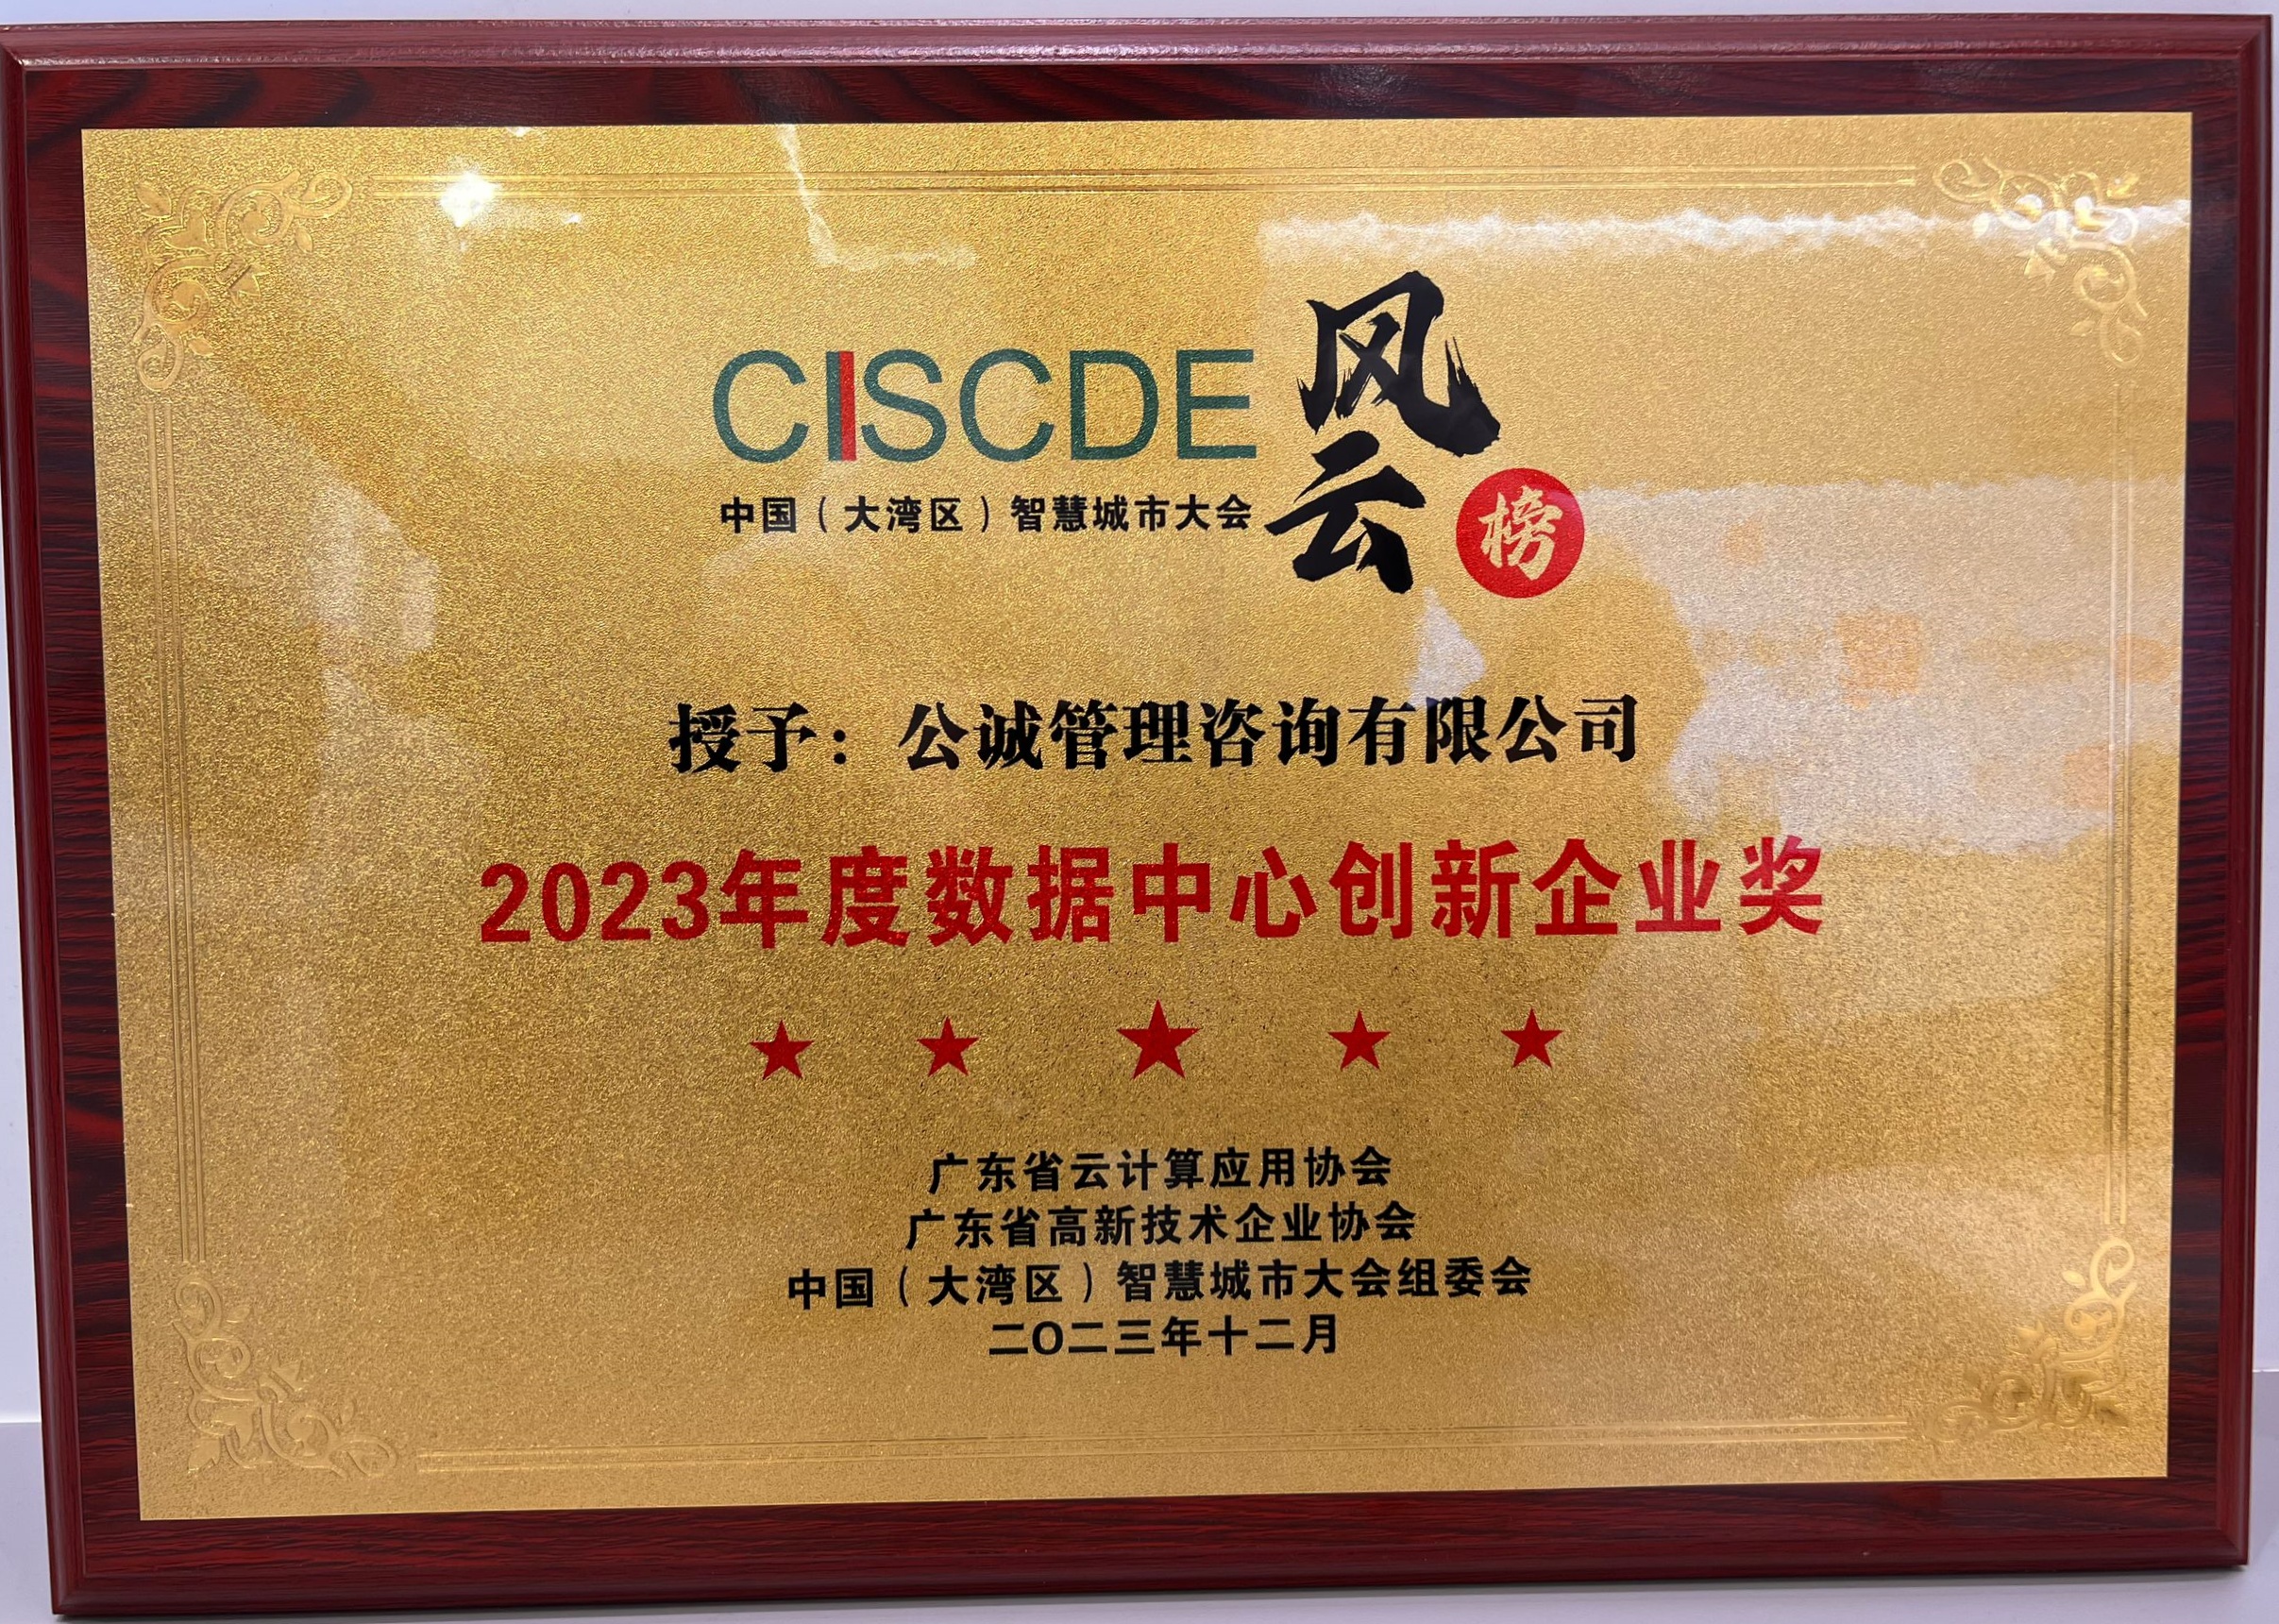 CISCDE
中国（大湾区）智慧城市大会
风云
榜
授予：公诚管理咨询有限公司
2023年度数据中心创新企业奖
广东省云计算应用协会
广东省高新技术企业协会
中国（大湾区）智慧城市大会组委会
二O二三年十二月